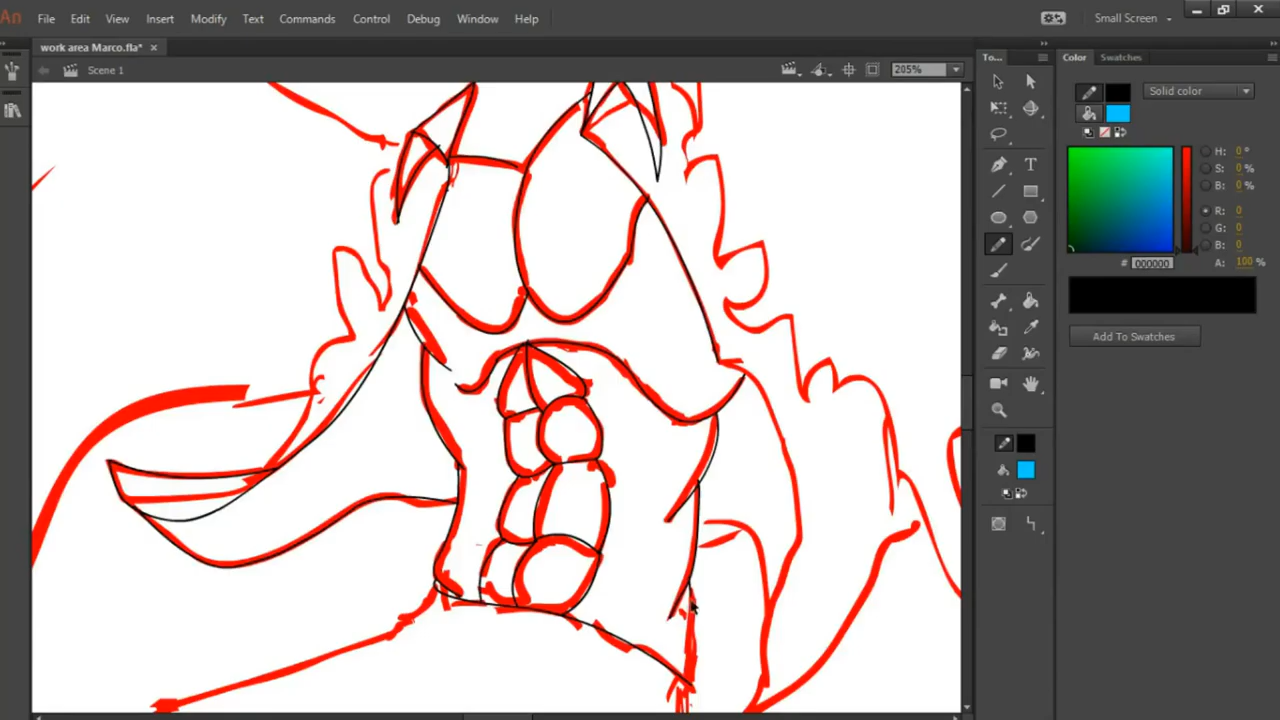 An File Edit View Insert Modify Text Commands Control Debug Window Help Small Screen
work area Marco.fla* ×
Scene 1 205%
To...
Color Swatches
Solid color
H: 0 °
S: 0 %
B: 0 %
R: 0
G: 0
B: 0
# 000000 A: 100 %
Add To Swatches